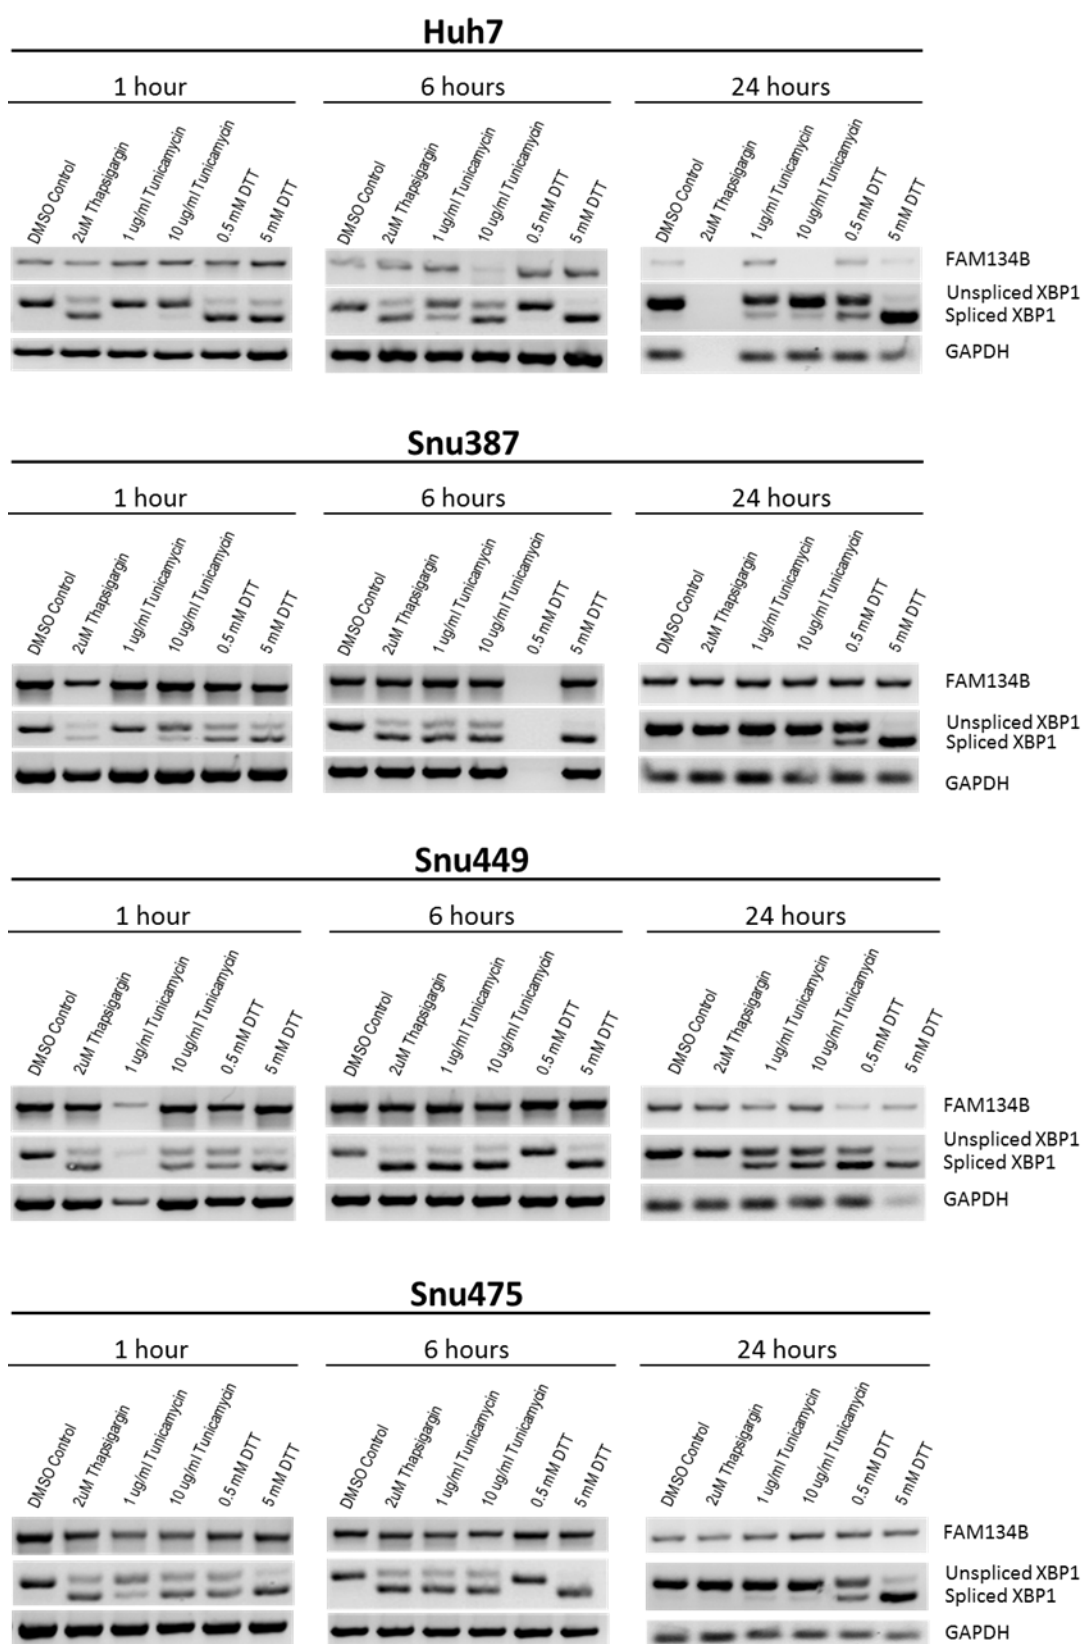 Huh7
1 hour 6 hours 24 hours
DMSO Control 2uM Thapsigargin 1 ug/ml Tunicamycin 10 ug/ml Tunicamycin 0.5 mM DTT 5 mM DTT DMSO Control 2uM Thapsigargin 1 ug/ml Tunicamycin 10 ug/ml Tunicamycin 0.5 mM DTT 5 mM DTT DMSO Control 2uM Thapsigargin 1 ug/ml Tunicamycin 10 ug/ml Tunicamycin 0.5 mM DTT 5 mM DTT
FAM134B
Unspliced XBP1
Spliced XBP1
GAPDH
Snu387
1 hour 6 hours 24 hours
DMSO Control 2uM Thapsigargin 1 ug/ml Tunicamycin 10 ug/ml Tunicamycin 0.5 mM DTT 5 mM DTT DMSO Control 2uM Thapsigargin 1 ug/ml Tunicamycin 10 ug/ml Tunicamycin 0.5 mM DTT 5 mM DTT DMSO Control 2uM Thapsigargin 1 ug/ml Tunicamycin 10 ug/ml Tunicamycin 0.5 mM DTT 5 mM DTT
FAM134B
Unspliced XBP1
Spliced XBP1
GAPDH
Snu449
1 hour 6 hours 24 hours
DMSO Control 2uM Thapsigargin 1 ug/ml Tunicamycin 10 ug/ml Tunicamycin 0.5 mM DTT 5 mM DTT DMSO Control 2uM Thapsigargin 1 ug/ml Tunicamycin 10 ug/ml Tunicamycin 0.5 mM DTT 5 mM DTT DMSO Control 2uM Thapsigargin 1 ug/ml Tunicamycin 10 ug/ml Tunicamycin 0.5 mM DTT 5 mM DTT
FAM134B
Unspliced XBP1
Spliced XBP1
GAPDH
Snu475
1 hour 6 hours 24 hours
DMSO Control 2uM Thapsigargin 1 ug/ml Tunicamycin 10 ug/ml Tunicamycin 0.5 mM DTT 5 mM DTT DMSO Control 2uM Thapsigargin 1 ug/ml Tunicamycin 10 ug/ml Tunicamycin 0.5 mM DTT 5 mM DTT DMSO Control 2uM Thapsigargin 1 ug/ml Tunicamycin 10 ug/ml Tunicamycin 0.5 mM DTT 5 mM DTT
FAM134B
Unspliced XBP1
Spliced XBP1
GAPDH